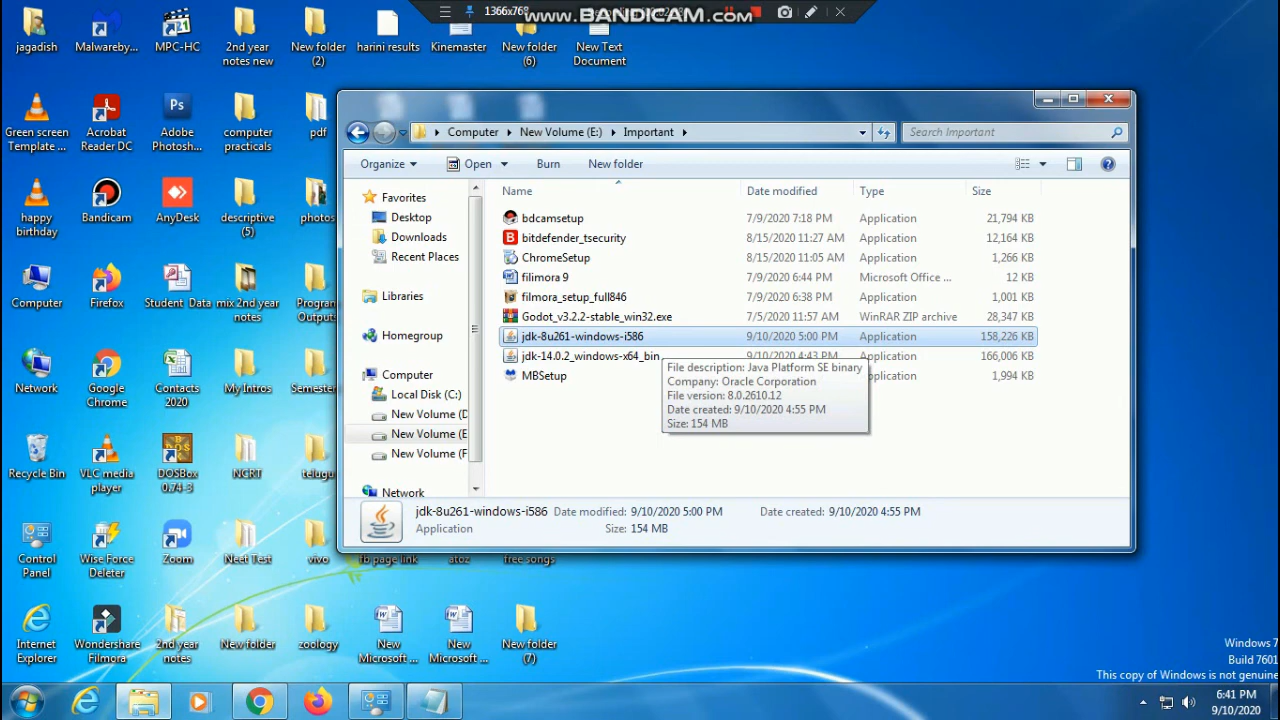 1366x768
www.BANDICAM.com
jagadish
Malwareby...
MPC-HC
2nd year
notes new
New folder
(2)
harini results
Kinemaster
New folder
(6)
New Text
Document
Green screen
Template ...
Acrobat
Reader DC
Adobe
Photosh...
computer
practicals
pdf
happy
birthday
Bandicam
AnyDesk
descriptive
(5)
photos
Computer
Firefox
Student Data
mix 2nd year
notes
Program
Outputs
Network
Google
Chrome
Contacts
2020
My Intros
Semeste
Recycle Bin
VLC media
player
DOSBox
0.74-3
NCRT
telugu
Control
Panel
Wise Force
Deleter
Zoom
Neet Test
vivo
fb page link
atoz
free songs
Internet
Explorer
Wondershare
Filmora
2nd year
notes
New folder
zoology
New
Microsoft ...
New
Microsoft ...
New folder
(7)
Computer
New Volume (E:)
Important
Search Important
Organize
Open
Burn
New folder
Favorites
Desktop
Downloads
Recent Places
Libraries
Homegroup
Computer
Local Disk (C:)
New Volume (D
New Volume (E
New Volume (F
Network
Name Date modified Type Size
bdcamsetup 7/9/2020 7:18 PM Application 21,794 KB
bitdefender_tsecurity 8/15/2020 11:27 AM Application 12,164 KB
ChromeSetup 8/15/2020 11:05 AM Application 1,266 KB
filimora 9 7/9/2020 6:44 PM Microsoft Office ... 12 KB
filmora_setup_full846 7/9/2020 6:38 PM Application 1,001 KB
Godot_v3.2.2-stable_win32.exe 7/5/2020 11:57 AM WinRAR ZIP archive 28,347 KB
jdk-8u261-windows-i586 9/10/2020 5:00 PM Application 158,226 KB
jdk-14.0.2_windows-x64_bin 9/10/2020 4:43 PM Application 166,006 KB
MBSetup Application 1,994 KB
File description: Java Platform SE binary
Company: Oracle Corporation
File version: 8.0.2610.12
Date created: 9/10/2020 4:55 PM
Size: 154 MB
jdk-8u261-windows-i586 Date modified: 9/10/2020 5:00 PM Date created: 9/10/2020 4:55 PM
Application Size: 154 MB
Windows 7
Build 7601
This copy of Windows is not genuine
6:41 PM
9/10/2020